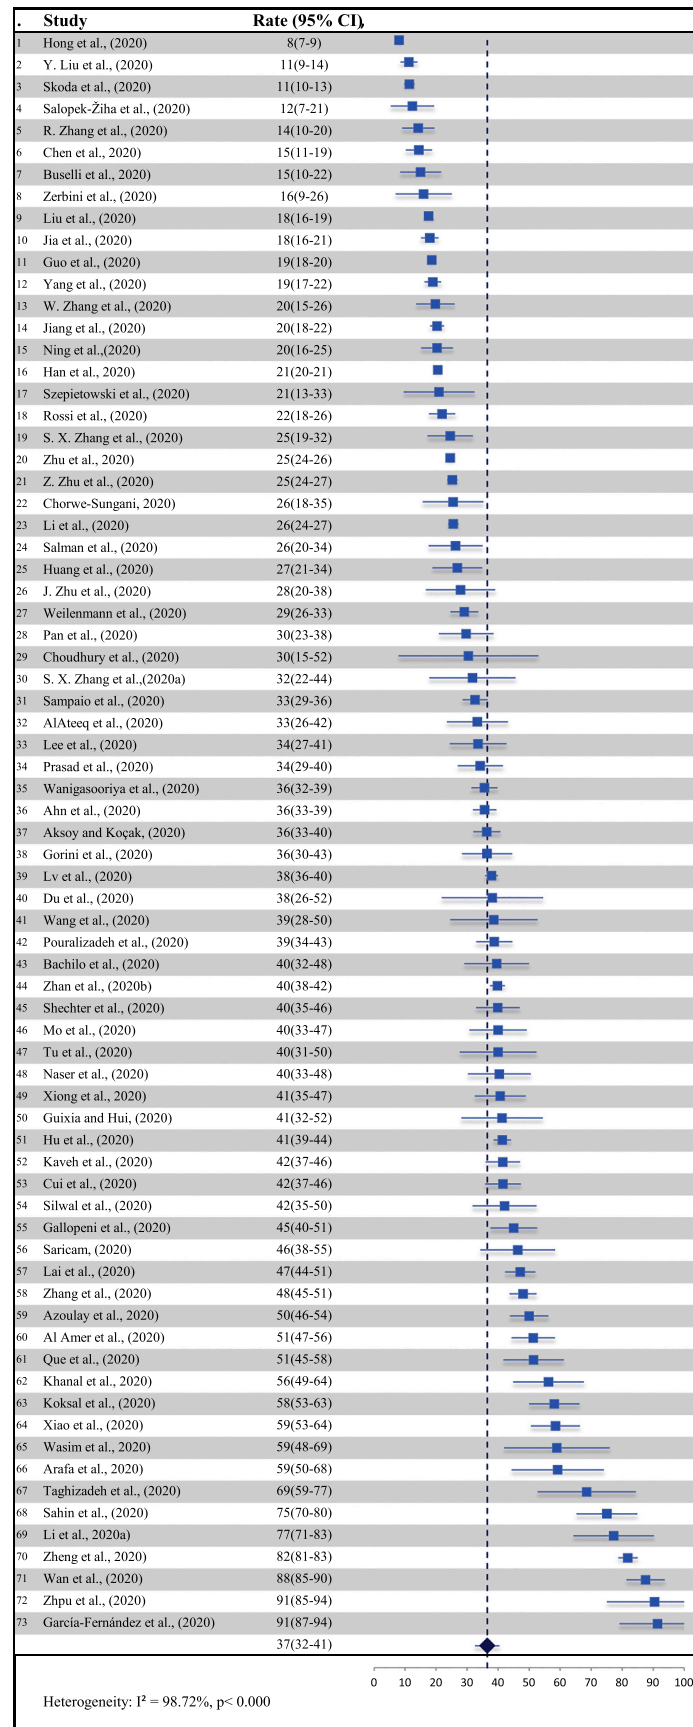 . Study Rate (95% CI),
1 Hong et al., (2020) 8(7-9)
2 Y. Liu et al., (2020) 11(9-14)
3 Skoda et al., (2020) 11(10-13)
4 Salopek-Žiha et al., (2020) 12(7-21)
5 R. Zhang et al., (2020) 14(10-20)
6 Chen et al., 2020) 15(11-19)
7 Buselli et al., 2020) 15(10-22)
8 Zerbini et al., (2020) 16(9-26)
9 Liu et al., (2020) 18(16-19)
10 Jia et al., (2020) 18(16-21)
11 Guo et al., (2020) 19(18-20)
12 Yang et al., (2020) 19(17-22)
13 W. Zhang et al., (2020) 20(15-26)
14 Jiang et al., (2020) 20(18-22)
15 Ning et al.,(2020) 20(16-25)
16 Han et al., 2020) 21(20-21)
17 Szepietowski et al., (2020) 21(13-33)
18 Rossi et al., (2020) 22(18-26)
19 S. X. Zhang et al., (2020) 25(19-32)
20 Zhu et al., 2020) 25(24-26)
21 Z. Zhu et al., (2020) 25(24-27)
22 Chorwe-Sungani, 2020) 26(18-35)
23 Li et al., (2020) 26(24-27)
24 Salman et al., (2020) 26(20-34)
25 Huang et al., (2020) 27(21-34)
26 J. Zhu et al., (2020) 28(20-38)
27 Weilenmann et al., (2020) 29(26-33)
28 Pan et al., (2020) 30(23-38)
29 Choudhury et al., (2020) 30(15-52)
30 S. X. Zhang et al.,(2020a) 32(22-44)
31 Sampaio et al., (2020) 33(29-36)
32 AlAteeq et al., (2020) 33(26-42)
33 Lee et al., (2020) 34(27-41)
34 Prasad et al., (2020) 34(29-40)
35 Wanigasooriya et al., (2020) 36(32-39)
36 Ahn et al., (2020) 36(33-39)
37 Aksoy and Koçak, (2020) 36(33-40)
38 Gorini et al., (2020) 36(30-43)
39 Lv et al., (2020) 38(36-40)
40 Du et al., (2020) 38(26-52)
41 Wang et al., (2020) 39(28-50)
42 Pouralizadeh et al., (2020) 39(34-43)
43 Bachilo et al., (2020) 40(32-48)
44 Zhan et al., (2020b) 40(38-42)
45 Shechter et al., (2020) 40(35-46)
46 Mo et al., (2020) 40(33-47)
47 Tu et al., (2020) 40(31-50)
48 Naser et al., (2020) 40(33-48)
49 Xiong et al., 2020) 41(35-47)
50 Guixia and Hui, (2020) 41(32-52)
51 Hu et al., (2020) 41(39-44)
52 Kaveh et al., (2020) 42(37-46)
53 Cui et al., (2020) 42(37-46)
54 Silwal et al., (2020) 42(35-50)
55 Gallopeni et al., (2020) 45(40-51)
56 Saricam, (2020) 46(38-55)
57 Lai et al., (2020) 47(44-51)
58 Zhang et al., (2020) 48(45-51)
59 Azoulay et al., 2020) 50(46-54)
60 Al Amer et al., (2020) 51(47-56)
61 Que et al., (2020) 51(45-58)
62 Khanal et al., 2020) 56(49-64)
63 Koksal et al., (2020) 58(53-63)
64 Xiao et al., (2020) 59(53-64)
65 Wasim et al., 2020) 59(48-69)
66 Arafa et al., 2020) 59(50-68)
67 Taghizadeh et al., (2020) 69(59-77)
68 Sahin et al., (2020) 75(70-80)
69 Li et al., 2020a) 77(71-83)
70 Zheng et al., 2020) 82(81-83)
71 Wan et al., (2020) 88(85-90)
72 Zhpu et al., (2020) 91(85-94)
73 García-Fernández et al., (2020) 91(87-94)
37(32-41)
0 10 20 30 40 50 60 70 80 90 100
Heterogeneity: I² = 98.72%, p< 0.000